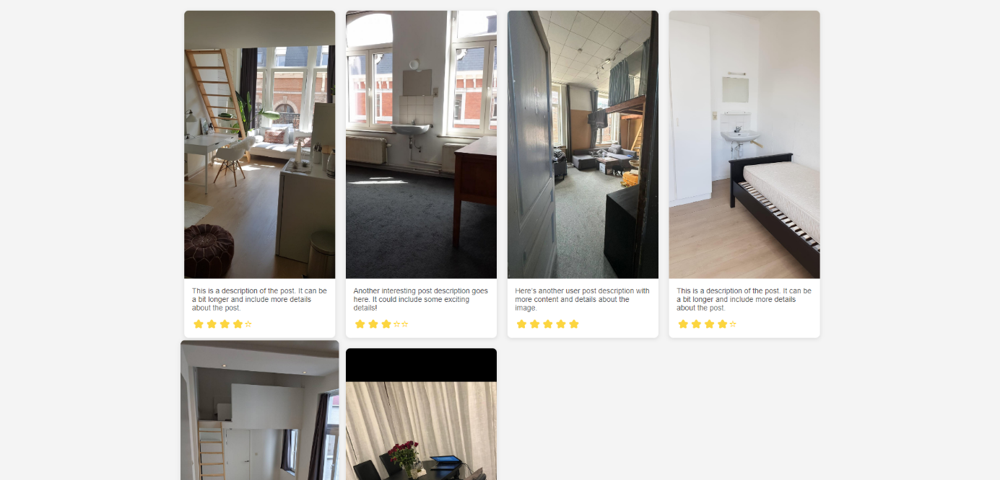 This is a description of the post. It can be
a bit longer and include more details
about the post.
Another interesting post description goes
here. It could include some exciting
details!
Here's another user post description with
more content and details about the
image.
This is a description of the post. It can be
a bit longer and include more details
about the post.